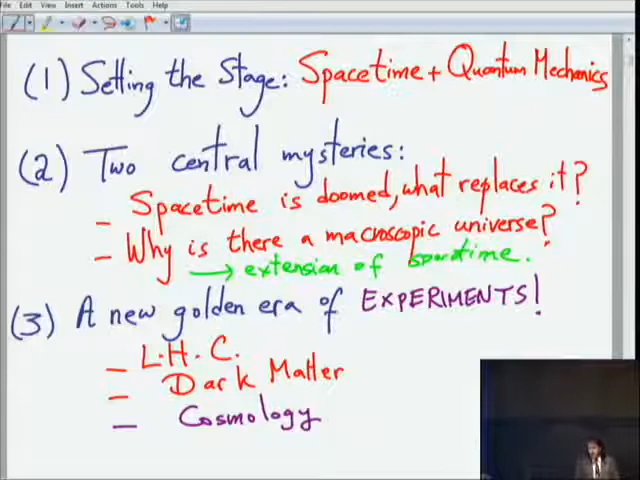 File Edit View Insert Actions Tools Help
(1) Setting the Stage: Spacetime + Quantum Mechanics
(2) Two central mysteries:
– Spacetime is doomed, what replaces it?
– Why is there a macroscopic universe?
→ extension of spacetime.
(3) A new golden era of EXPERIMENTS!
– L.H.C.
– Dark Matter
– Cosmology